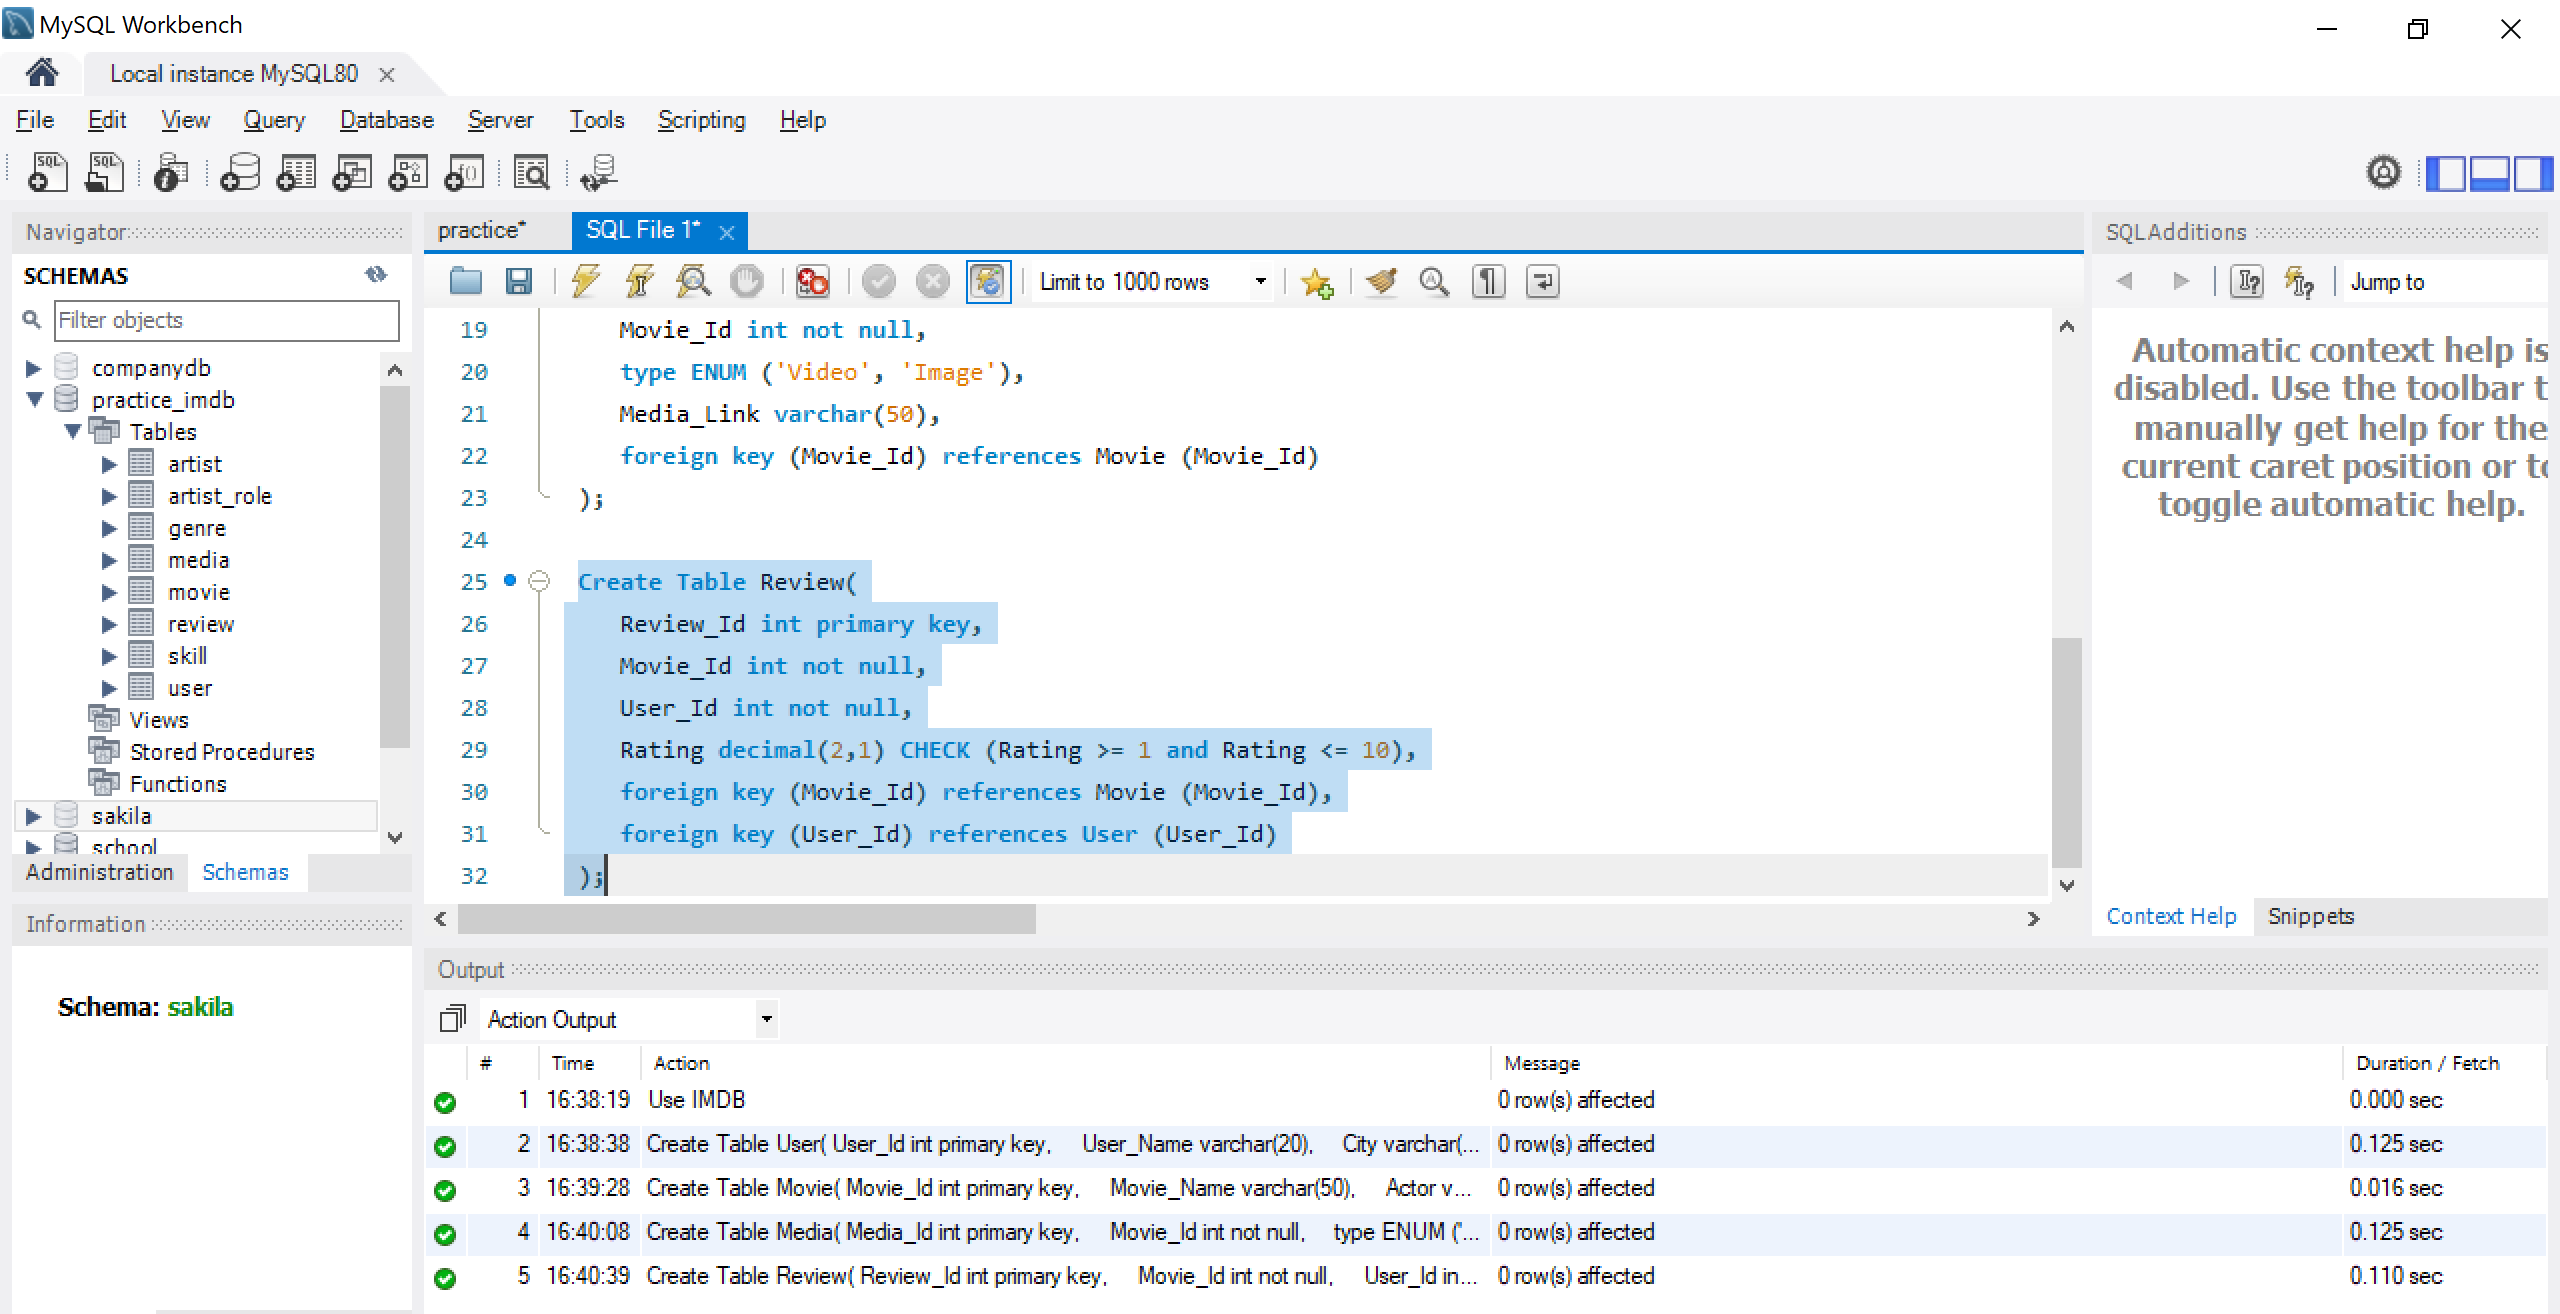 MySQL Workbench
Local instance MySQL80
File Edit View Query Database Server Tools Scripting Help
Navigator
SCHEMAS
Filter objects
companydb
practice_imdb
Tables
artist
artist_role
genre
media
movie
review
skill
user
Views
Stored Procedures
Functions
sakila
school
Administration Schemas
Information
Schema: sakila
practice* SQL File 1*
Limit to 1000 rows
19 Movie_Id int not null,
20 type ENUM ('Video', 'Image'),
21 Media_Link varchar(50),
22 foreign key (Movie_Id) references Movie (Movie_Id)
23 );
24
25 Create Table Review(
26 Review_Id int primary key,
27 Movie_Id int not null,
28 User_Id int not null,
29 Rating decimal(2,1) CHECK (Rating >= 1 and Rating <= 10),
30 foreign key (Movie_Id) references Movie (Movie_Id),
31 foreign key (User_Id) references User (User_Id)
32 );
SQLAdditions
Jump to
Automatic context help is
disabled. Use the toolbar t
manually get help for the
current caret position or to
toggle automatic help.
Context Help Snippets
Output
Action Output
# Time Action Message Duration / Fetch
1 16:38:19 Use IMDB 0 row(s) affected 0.000 sec
2 16:38:38 Create Table User( User_Id int primary key, User_Name varchar(20), City varchar(... 0 row(s) affected 0.125 sec
3 16:39:28 Create Table Movie( Movie_Id int primary key, Movie_Name varchar(50), Actor v... 0 row(s) affected 0.016 sec
4 16:40:08 Create Table Media( Media_Id int primary key, Movie_Id int not null, type ENUM ('... 0 row(s) affected 0.125 sec
5 16:40:39 Create Table Review( Review_Id int primary key, Movie_Id int not null, User_Id in... 0 row(s) affected 0.110 sec